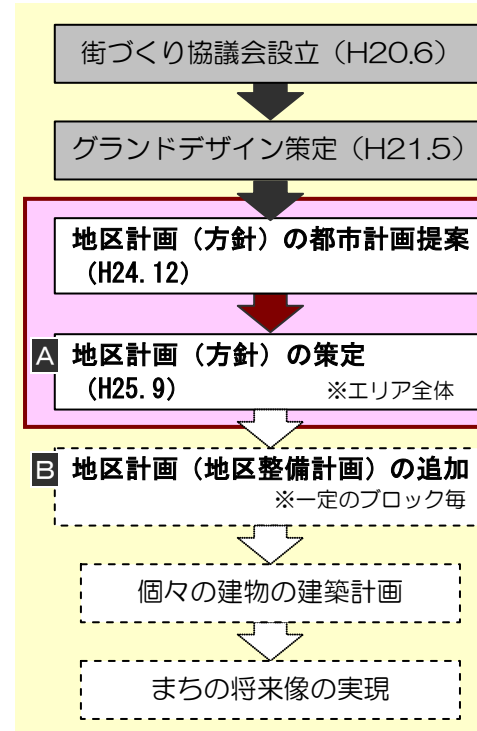 街づくり協議会設立（H20.6）
グランドデザイン策定（H21.5）
地区計画（方針）の都市計画提案
（H24.12）
A 地区計画（方針）の策定
（H25.9） ※エリア全体
B 地区計画（地区整備計画）の追加
※一定のブロック毎
個々の建物の建築計画
まちの将来像の実現